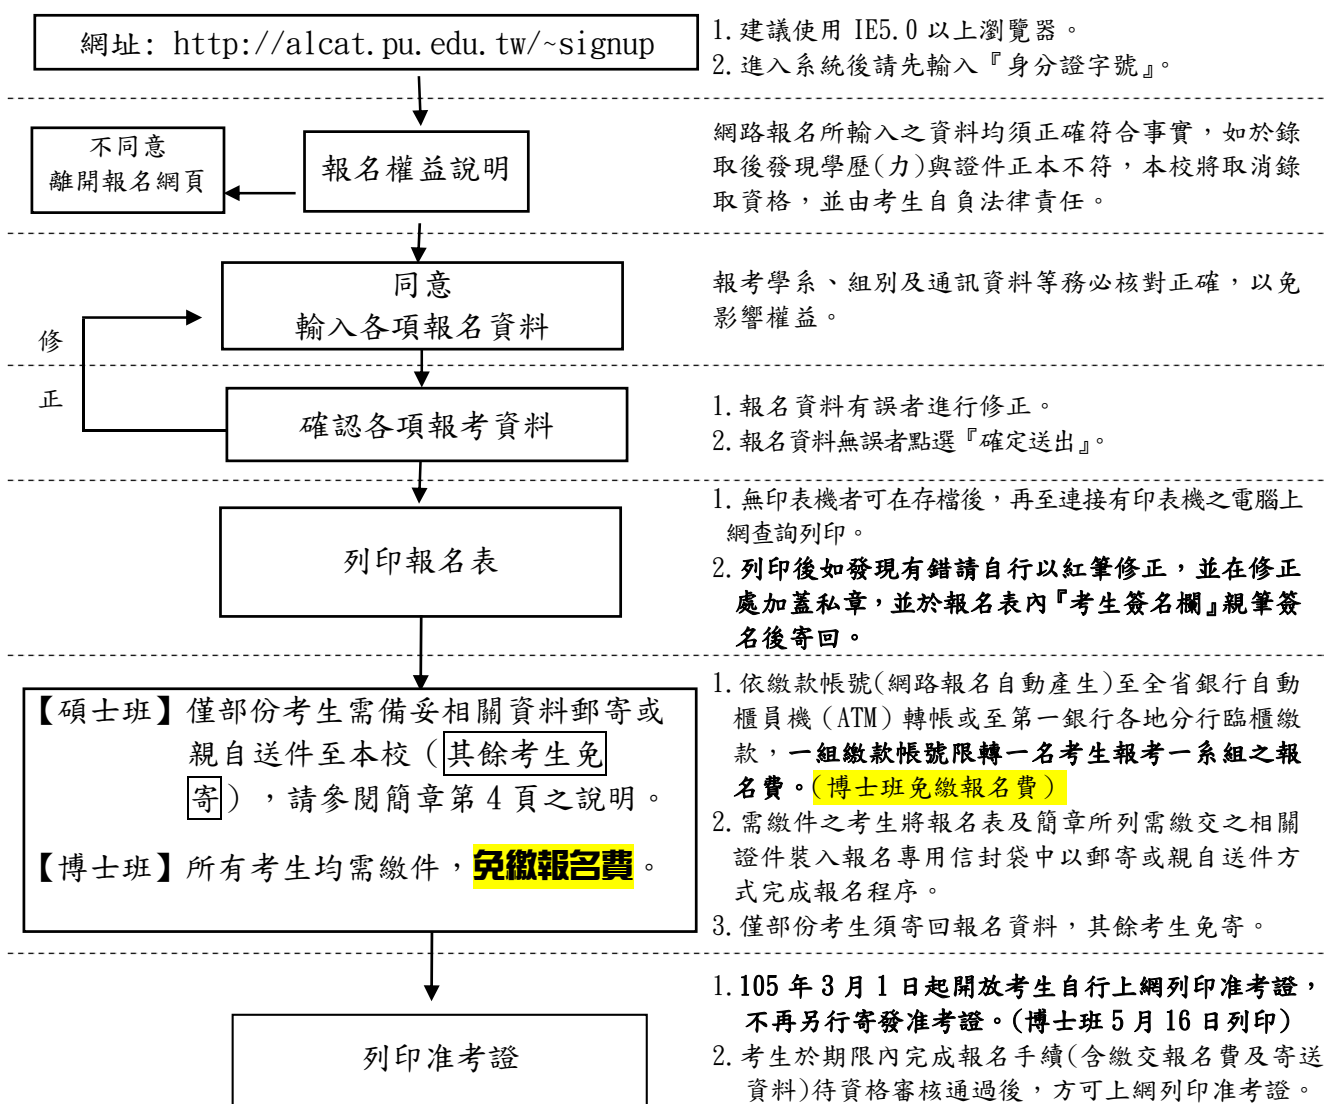 網址: http://alcat.pu.edu.tw/~signup
1.建議使用 IE5.0 以上瀏覽器。
2.進入系統後請先輸入『身分證字號』。
不同意
離開報名網頁
報名權益說明
網路報名所輸入之資料均須正確符合事實，如於錄
取後發現學歷(力)與證件正本不符，本校將取消錄
取資格，並由考生自負法律責任。
同意
輸入各項報名資料
報考學系、組別及通訊資料等務必核對正確，以免
影響權益。
修
正
確認各項報考資料
1.報名資料有誤者進行修正。
2.報名資料無誤者點選『確定送出』。
列印報名表
1.無印表機者可在存檔後，再至連接有印表機之電腦上
網查詢列印。
2.列印後如發現有錯請自行以紅筆修正，並在修正
處加蓋私章，並於報名表內『考生簽名欄』親筆簽
名後寄回。
【碩士班】僅部份考生需備妥相關資料郵寄或
親自送件至本校（其餘考生免
寄），請參閱簡章第 4 頁之說明。
【博士班】所有考生均需繳件，免繳報名費。
1.依繳款帳號(網路報名自動產生)至全省銀行自動
櫃員機（ATM）轉帳或至第一銀行各地分行臨櫃繳
款，一組繳款帳號限轉一名考生報考一系組之報
名費。(博士班免繳報名費)
2.需繳件之考生將報名表及簡章所列需繳交之相關
證件裝入報名專用信封袋中以郵寄或親自送件方
式完成報名程序。
3.僅部份考生須寄回報名資料，其餘考生免寄。
列印准考證
1.105 年 3 月 1 日起開放考生自行上網列印准考證，
不再另行寄發准考證。(博士班 5 月 16 日列印)
2.考生於期限內完成報名手續(含繳交報名費及寄送
資料)待資格審核通過後，方可上網列印准考證。